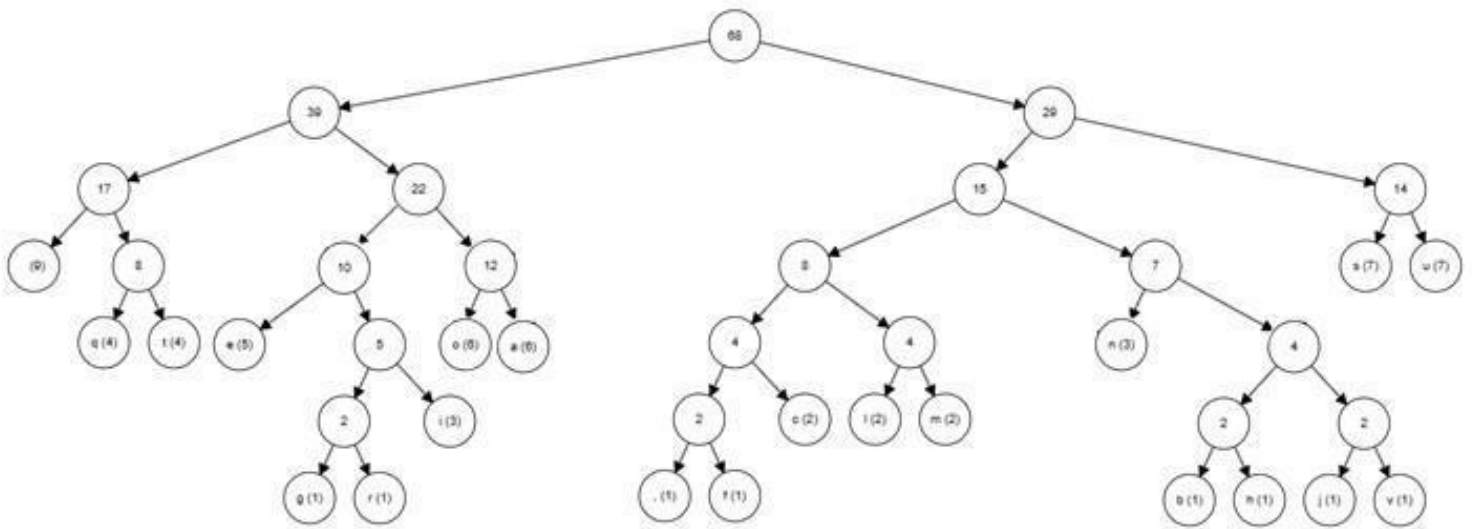 68
39 29
17 22 15 14
(9) 8 10 12 8 7 s (7) u (7)
q (4) t (4) e (5) 5 o (6) a (6) 4 4 n (3) 4
2 i (3) 2 c (2) l (2) m (2) 2 2
g (1) r (1) , (1) f (1) b (1) h (1) j (1) v (1)